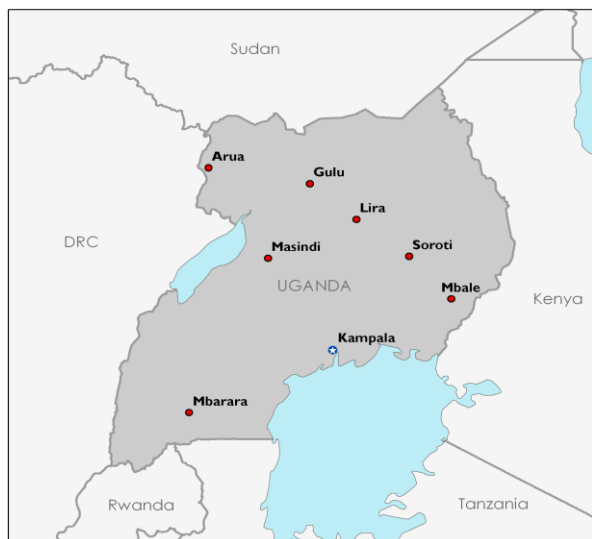 Sudan
Arua
Gulu
Lira
DRC
Masindi
Soroti
UGANDA
Mbale
Kenya
Kampala
Mbarara
Rwanda
Tanzania